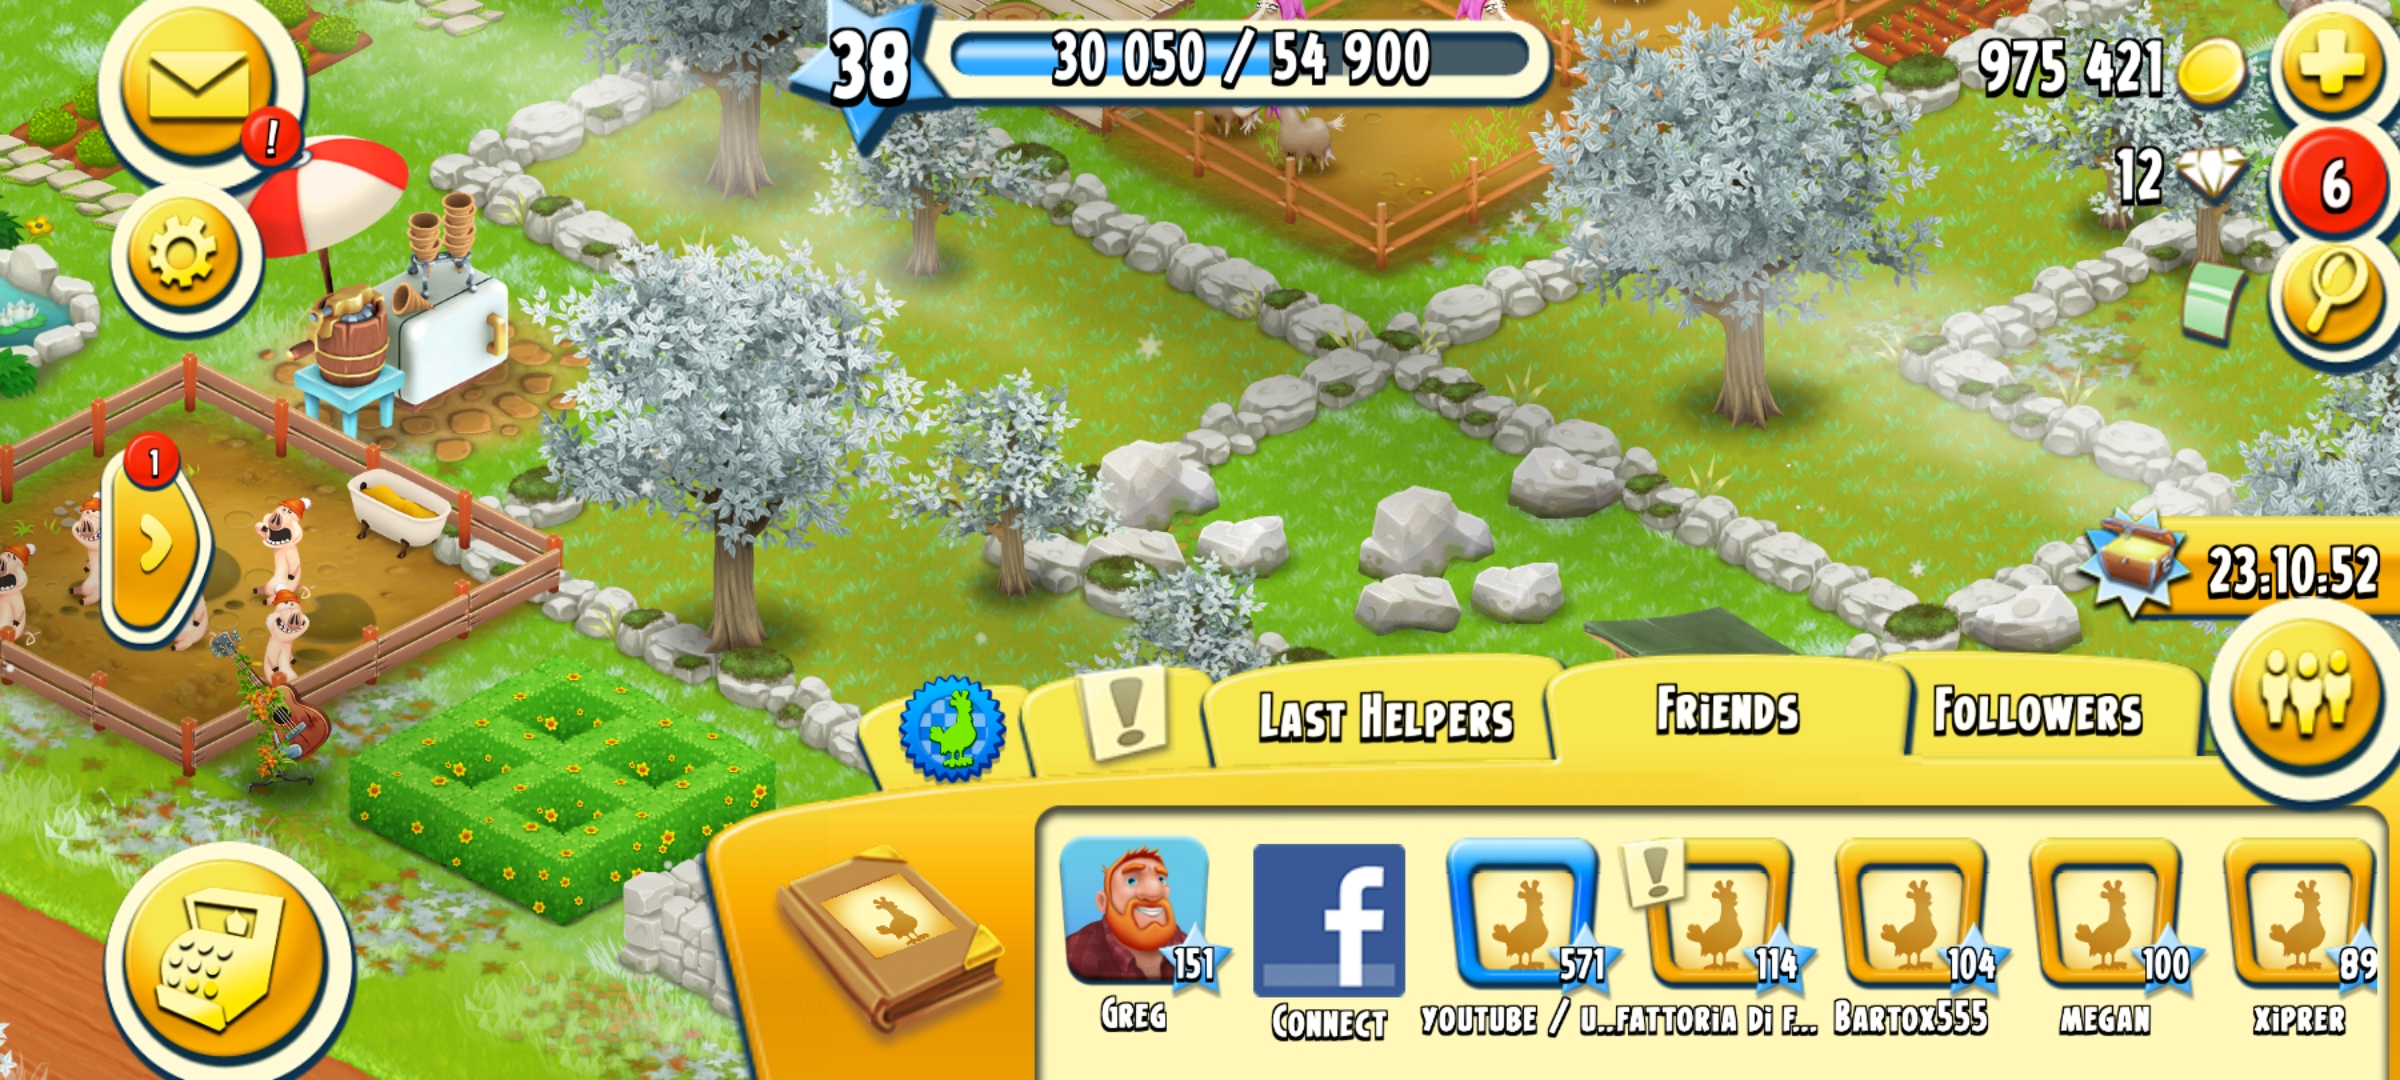 38
30 050 / 54 900
975 421
!
12
6
1
23:10:52
!
LAST HELPERS
FRiENDS
FOLLOWERS
!
151
571
114
104
100
89
GREG
CONNECT
YOUTUBE / U...
FATTORiA Di F...
BARTOX555
MEGAN
XiPRER